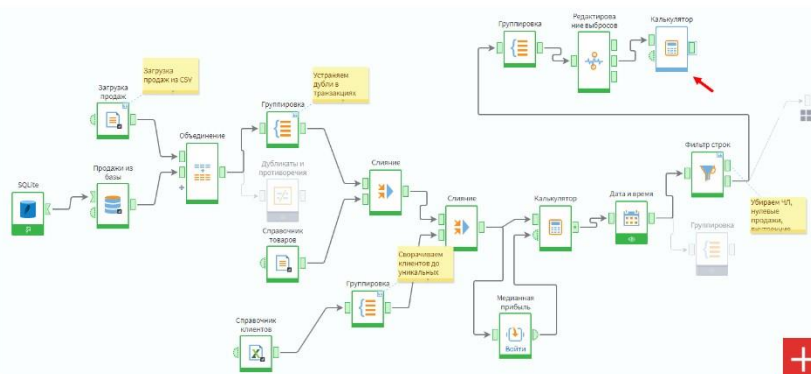 Группировка
Редактирова
ние выбросов
Калькулятор
Загрузка
продаж из CSV
Устраняем
дубли в
транзакциях
Загрузка
продаж
Группировка
Объединение
Фильтр строк
Дубликаты и
противоречия
Слияние
Продажи из
базы
SQLite
Слияние
Калькулятор
Дата и время
Убираем ЧЛ,
нулевые
продажи,
Группировка
Справочник
товаров
Сворачиваем
клиентов до
уникальных
Группировка
Медианная
прибыль
Войти
Справочник
клиентов